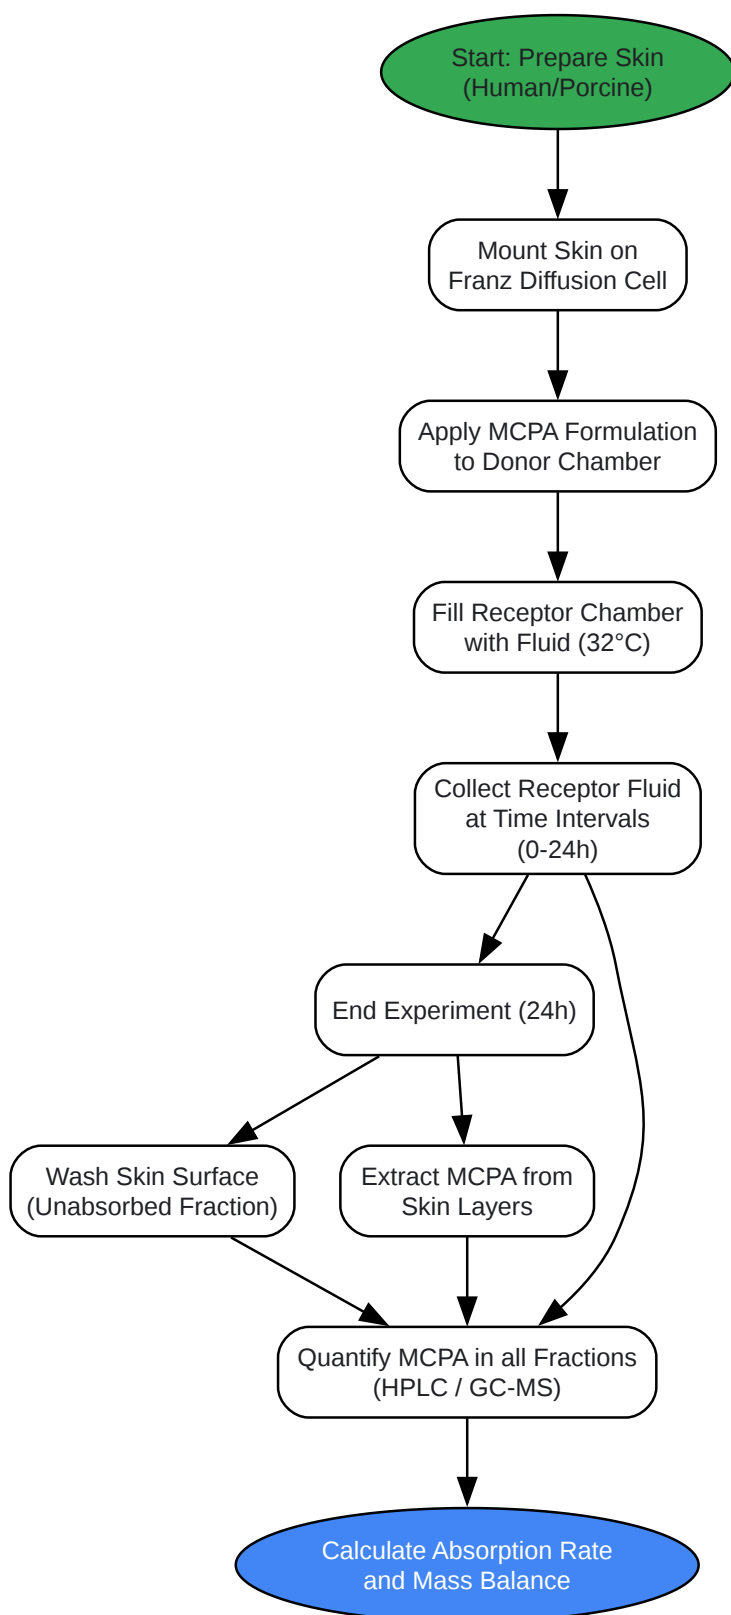 Start: Prepare Skin
(Human/Porcine)
Mount Skin on
Franz Diffusion Cell
Apply MCPA Formulation
to Donor Chamber
Fill Receptor Chamber
with Fluid (32°C)
Collect Receptor Fluid
at Time Intervals
(0-24h)
End Experiment (24h)
Wash Skin Surface
(Unabsorbed Fraction)
Extract MCPA from
Skin Layers
Quantify MCPA in all Fractions
(HPLC / GC-MS)
Calculate Absorption Rate
and Mass Balance